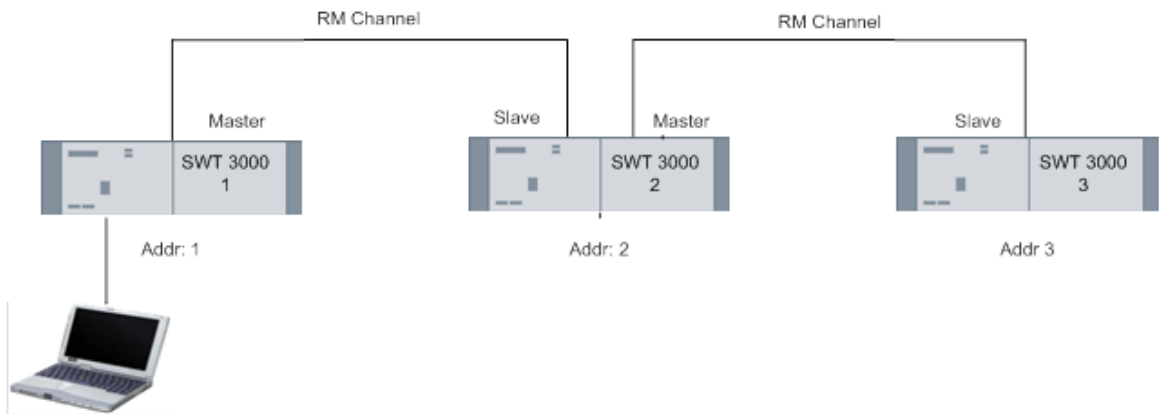 RM Channel
RM Channel
Master
Slave
Master
Slave
SWT 3000
1
SWT 3000
2
SWT 3000
3
Addr: 1
Addr: 2
Addr 3